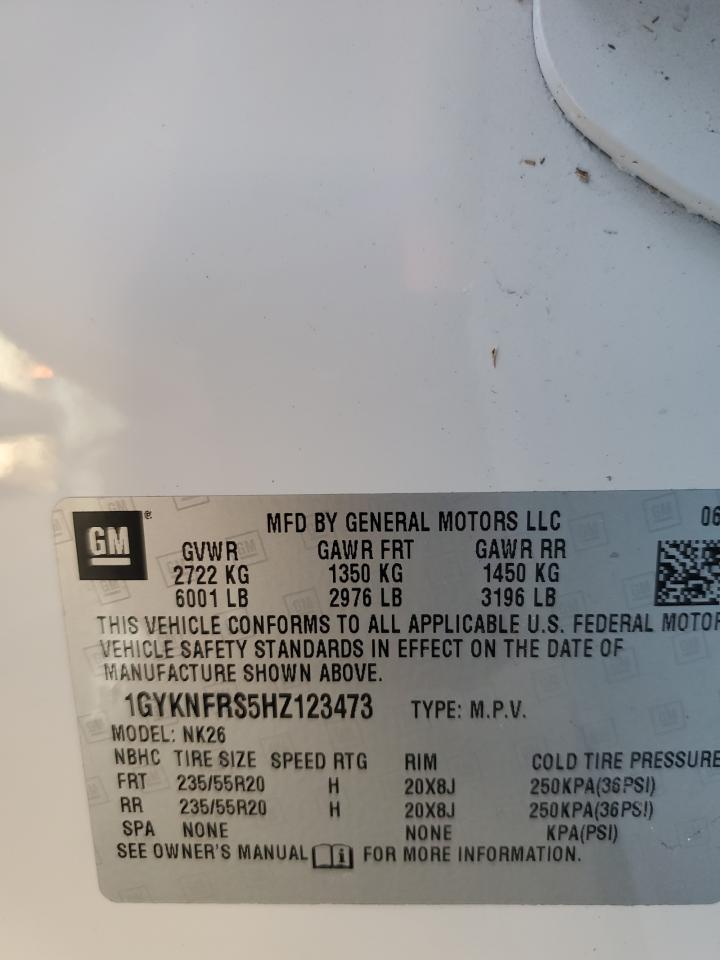 GM® MFD BY GENERAL MOTORS LLC 06
GVWR GAWR FRT GAWR RR
2722 KG 1350 KG 1450 KG
6001 LB 2976 LB 3196 LB
THIS VEHICLE CONFORMS TO ALL APPLICABLE U.S. FEDERAL MOTOR
VEHICLE SAFETY STANDARDS IN EFFECT ON THE DATE OF
MANUFACTURE SHOWN ABOVE.
1GYKNFRS5HZ123473 TYPE: M.P.V.
MODEL: NK26
NBHC TIRE SIZE SPEED RTG RIM COLD TIRE PRESSURE
FRT 235/55R20 H 20X8J 250KPA(36PSI)
RR 235/55R20 H 20X8J 250KPA(36PSI)
SPA NONE NONE KPA(PSI)
SEE OWNER'S MANUAL FOR MORE INFORMATION.